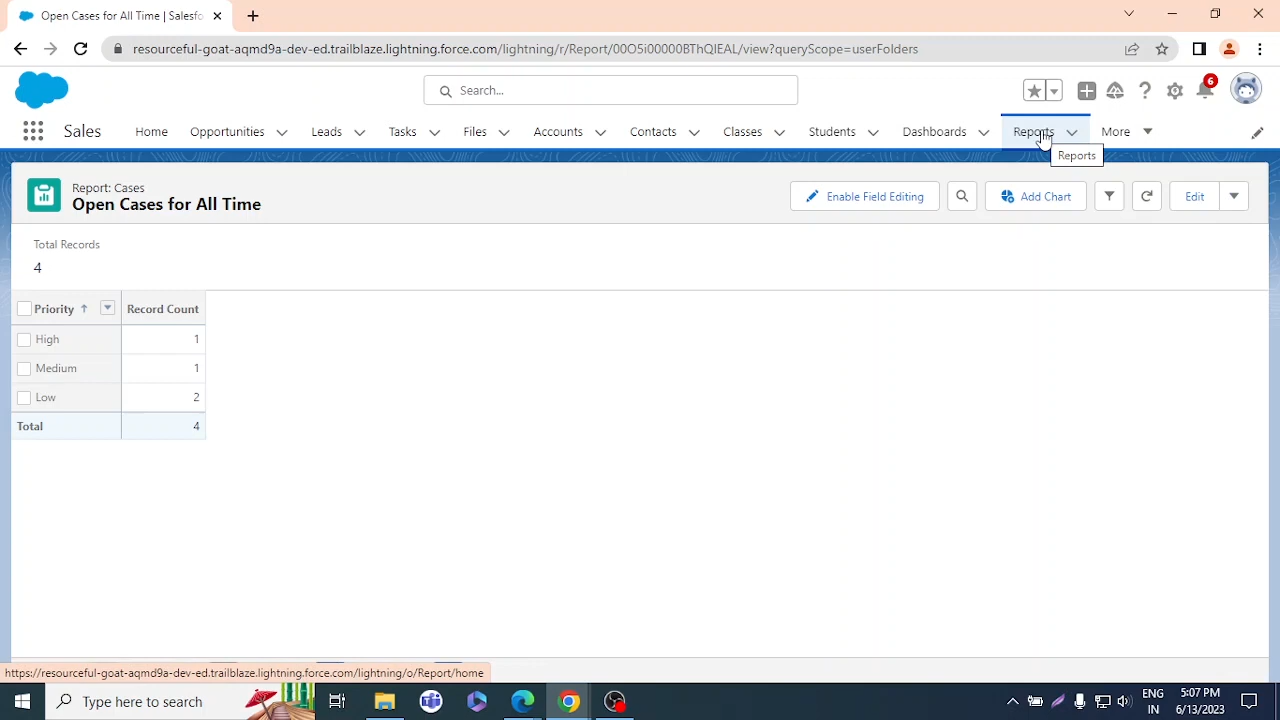 Open Cases for All Time | Salesfo
resourceful-goat-aqmd9a-dev-ed.trailblaze.lightning.force.com/lightning/r/Report/00O5i00000BThQIEAL/view?queryScope=userFolders
Search...
6
Sales
Home
Opportunities
Leads
Tasks
Files
Accounts
Contacts
Classes
Students
Dashboards
Reports
More
Reports
Report: Cases
Open Cases for All Time
Enable Field Editing
Add Chart
Edit
Total Records
4
Priority ↑ Record Count
High 1
Medium 1
Low 2
Total 4
https://resourceful-goat-aqmd9a-dev-ed.trailblaze.lightning.force.com/lightning/o/Report/home
Type here to search
ENG 5:07 PM
IN 6/13/2023